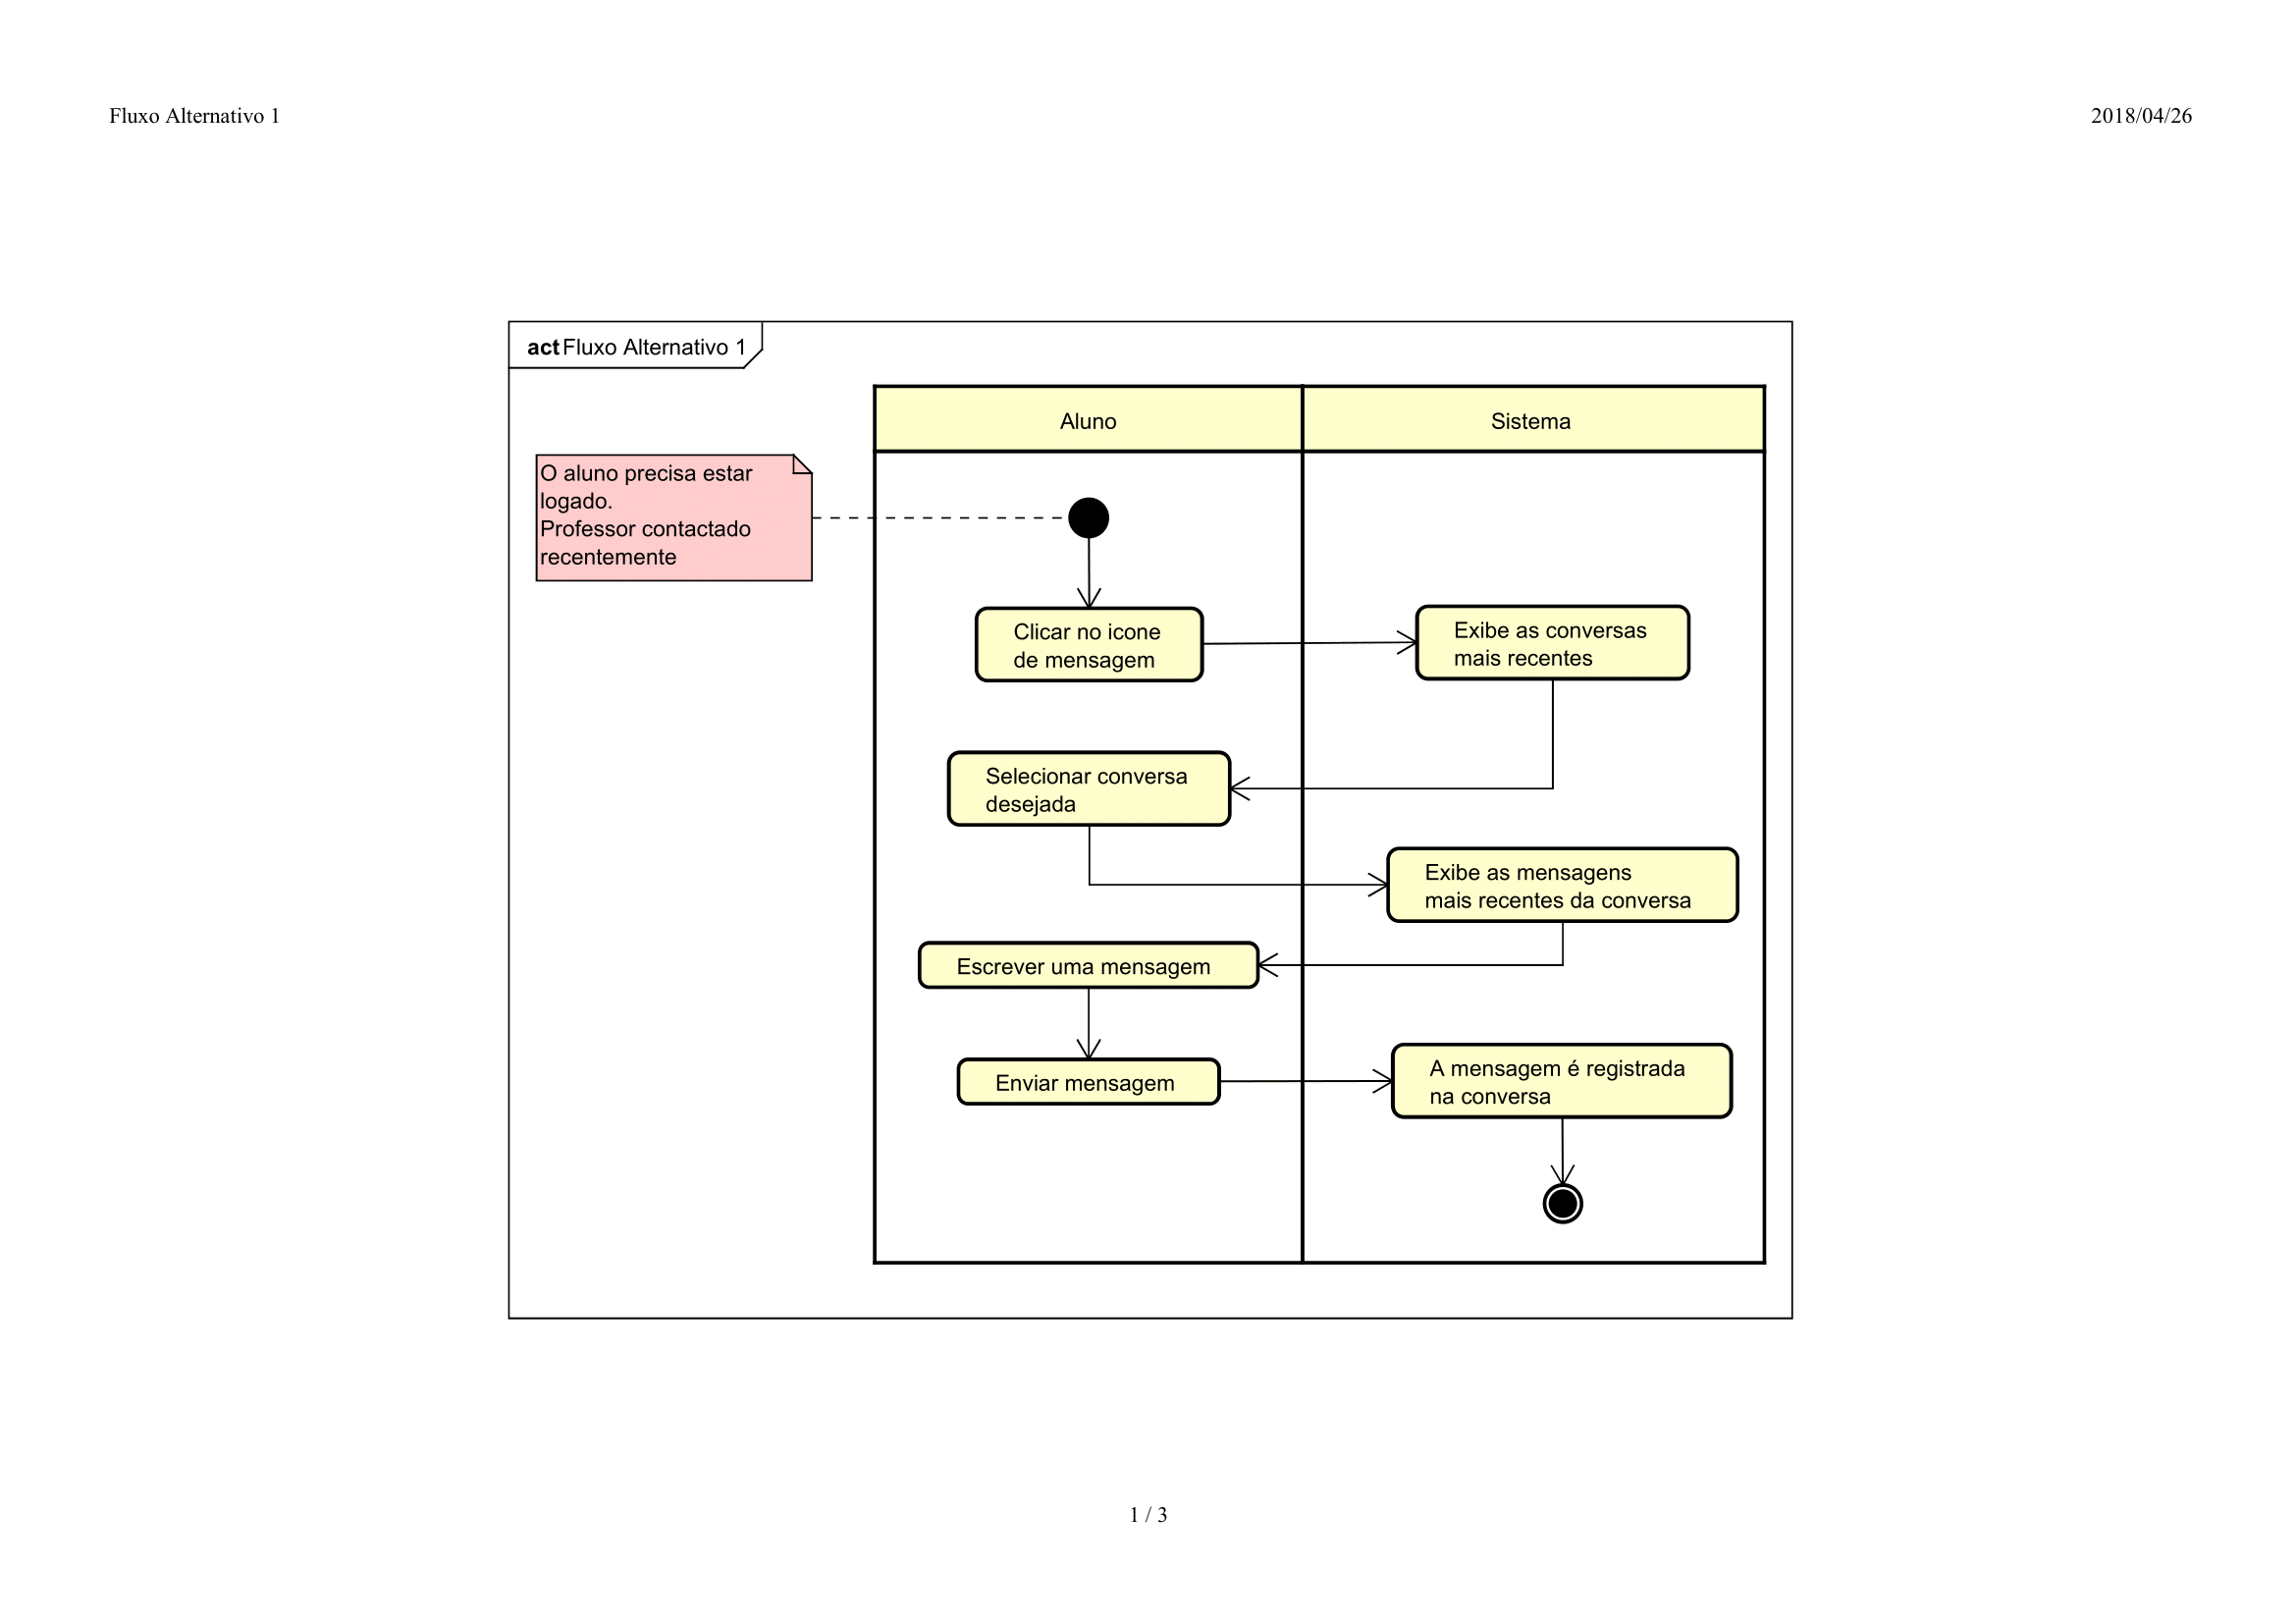 Fluxo Alternativo 1
2018/04/26
act Fluxo Alternativo 1
Aluno
Sistema
O aluno precisa estar
logado.
Professor contactado
recentemente
Clicar no icone
de mensagem
Exibe as conversas
mais recentes
Selecionar conversa
desejada
Exibe as mensagens
mais recentes da conversa
Escrever uma mensagem
Enviar mensagem
A mensagem é registrada
na conversa
1 / 3